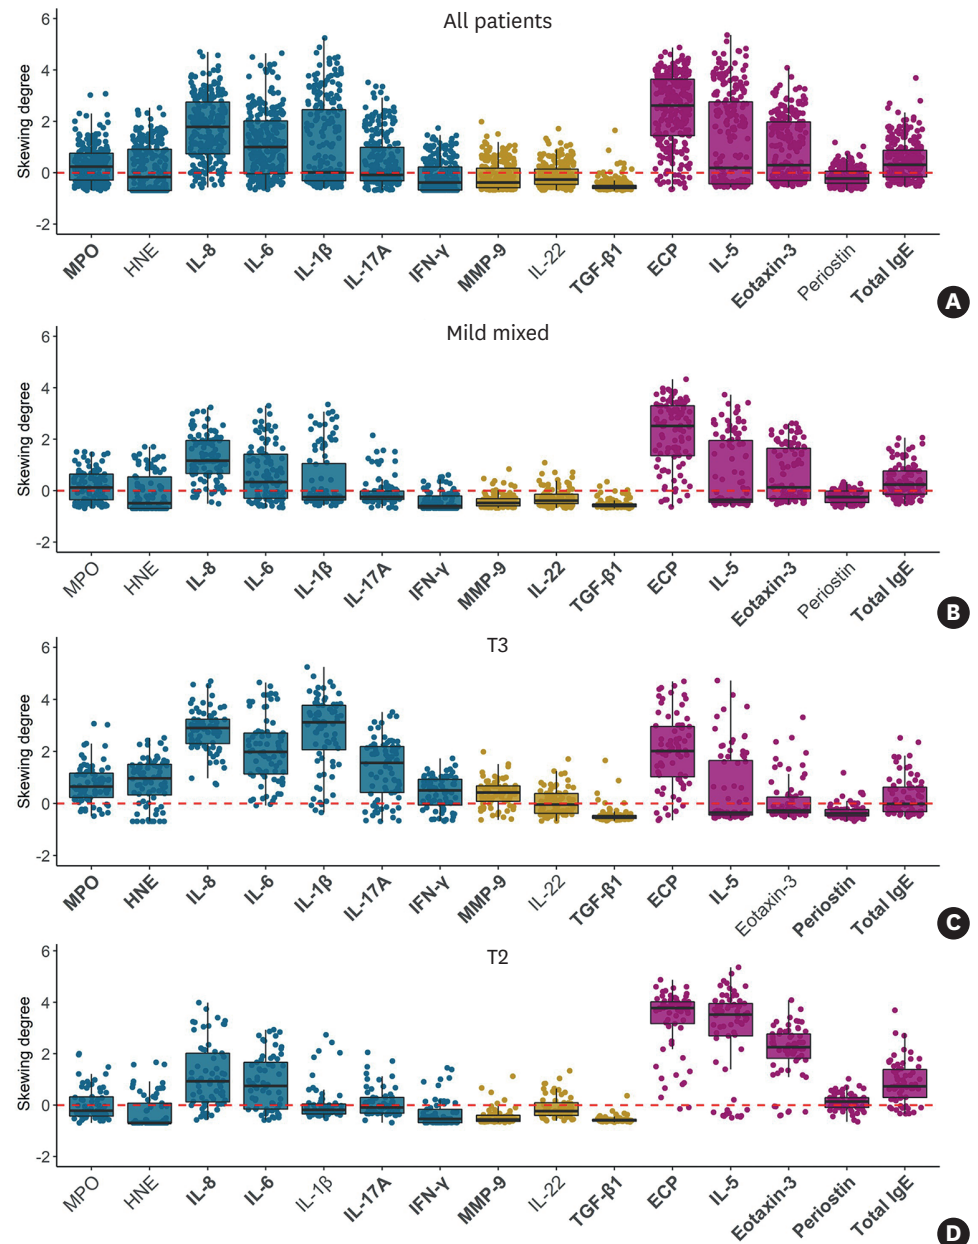 All patients
6
4
2
0
-2
Skewing degree
MPO HNE IL-8 IL-6 IL-1β IL-17A IFN-γ MMP-9 IL-22 TGF-β1 ECP IL-5 Eotaxin-3 Periostin Total IgE
A
Mild mixed
6
4
2
0
-2
Skewing degree
MPO HNE IL-8 IL-6 IL-1β IL-17A IFN-γ MMP-9 IL-22 TGF-β1 ECP IL-5 Eotaxin-3 Periostin Total IgE
B
T3
6
4
2
0
-2
Skewing degree
MPO HNE IL-8 IL-6 IL-1β IL-17A IFN-γ MMP-9 IL-22 TGF-β1 ECP IL-5 Eotaxin-3 Periostin Total IgE
C
T2
6
4
2
0
-2
Skewing degree
MPO HNE IL-8 IL-6 IL-1β IL-17A IFN-γ MMP-9 IL-22 TGF-β1 ECP IL-5 Eotaxin-3 Periostin Total IgE
D